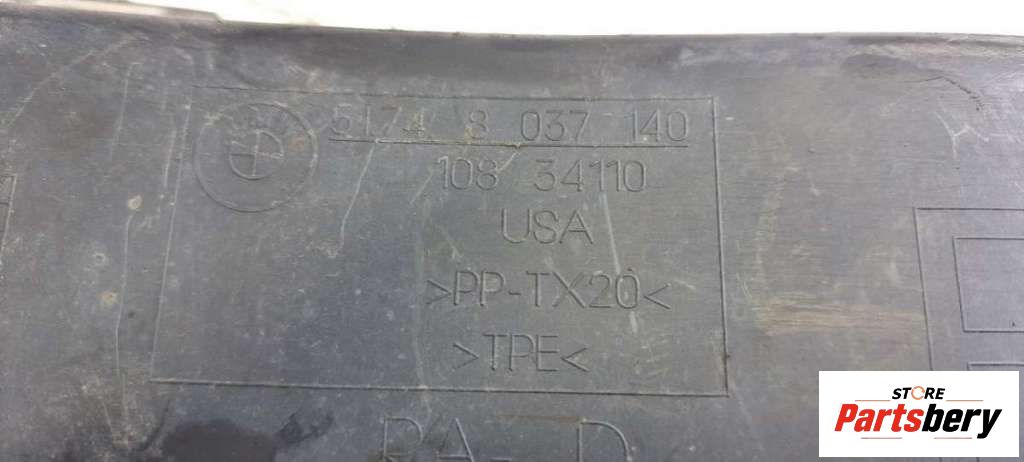 5174 8 037 140
108 34110
USA
>PP-TX20<
>TPE<
STORE
Partsbery